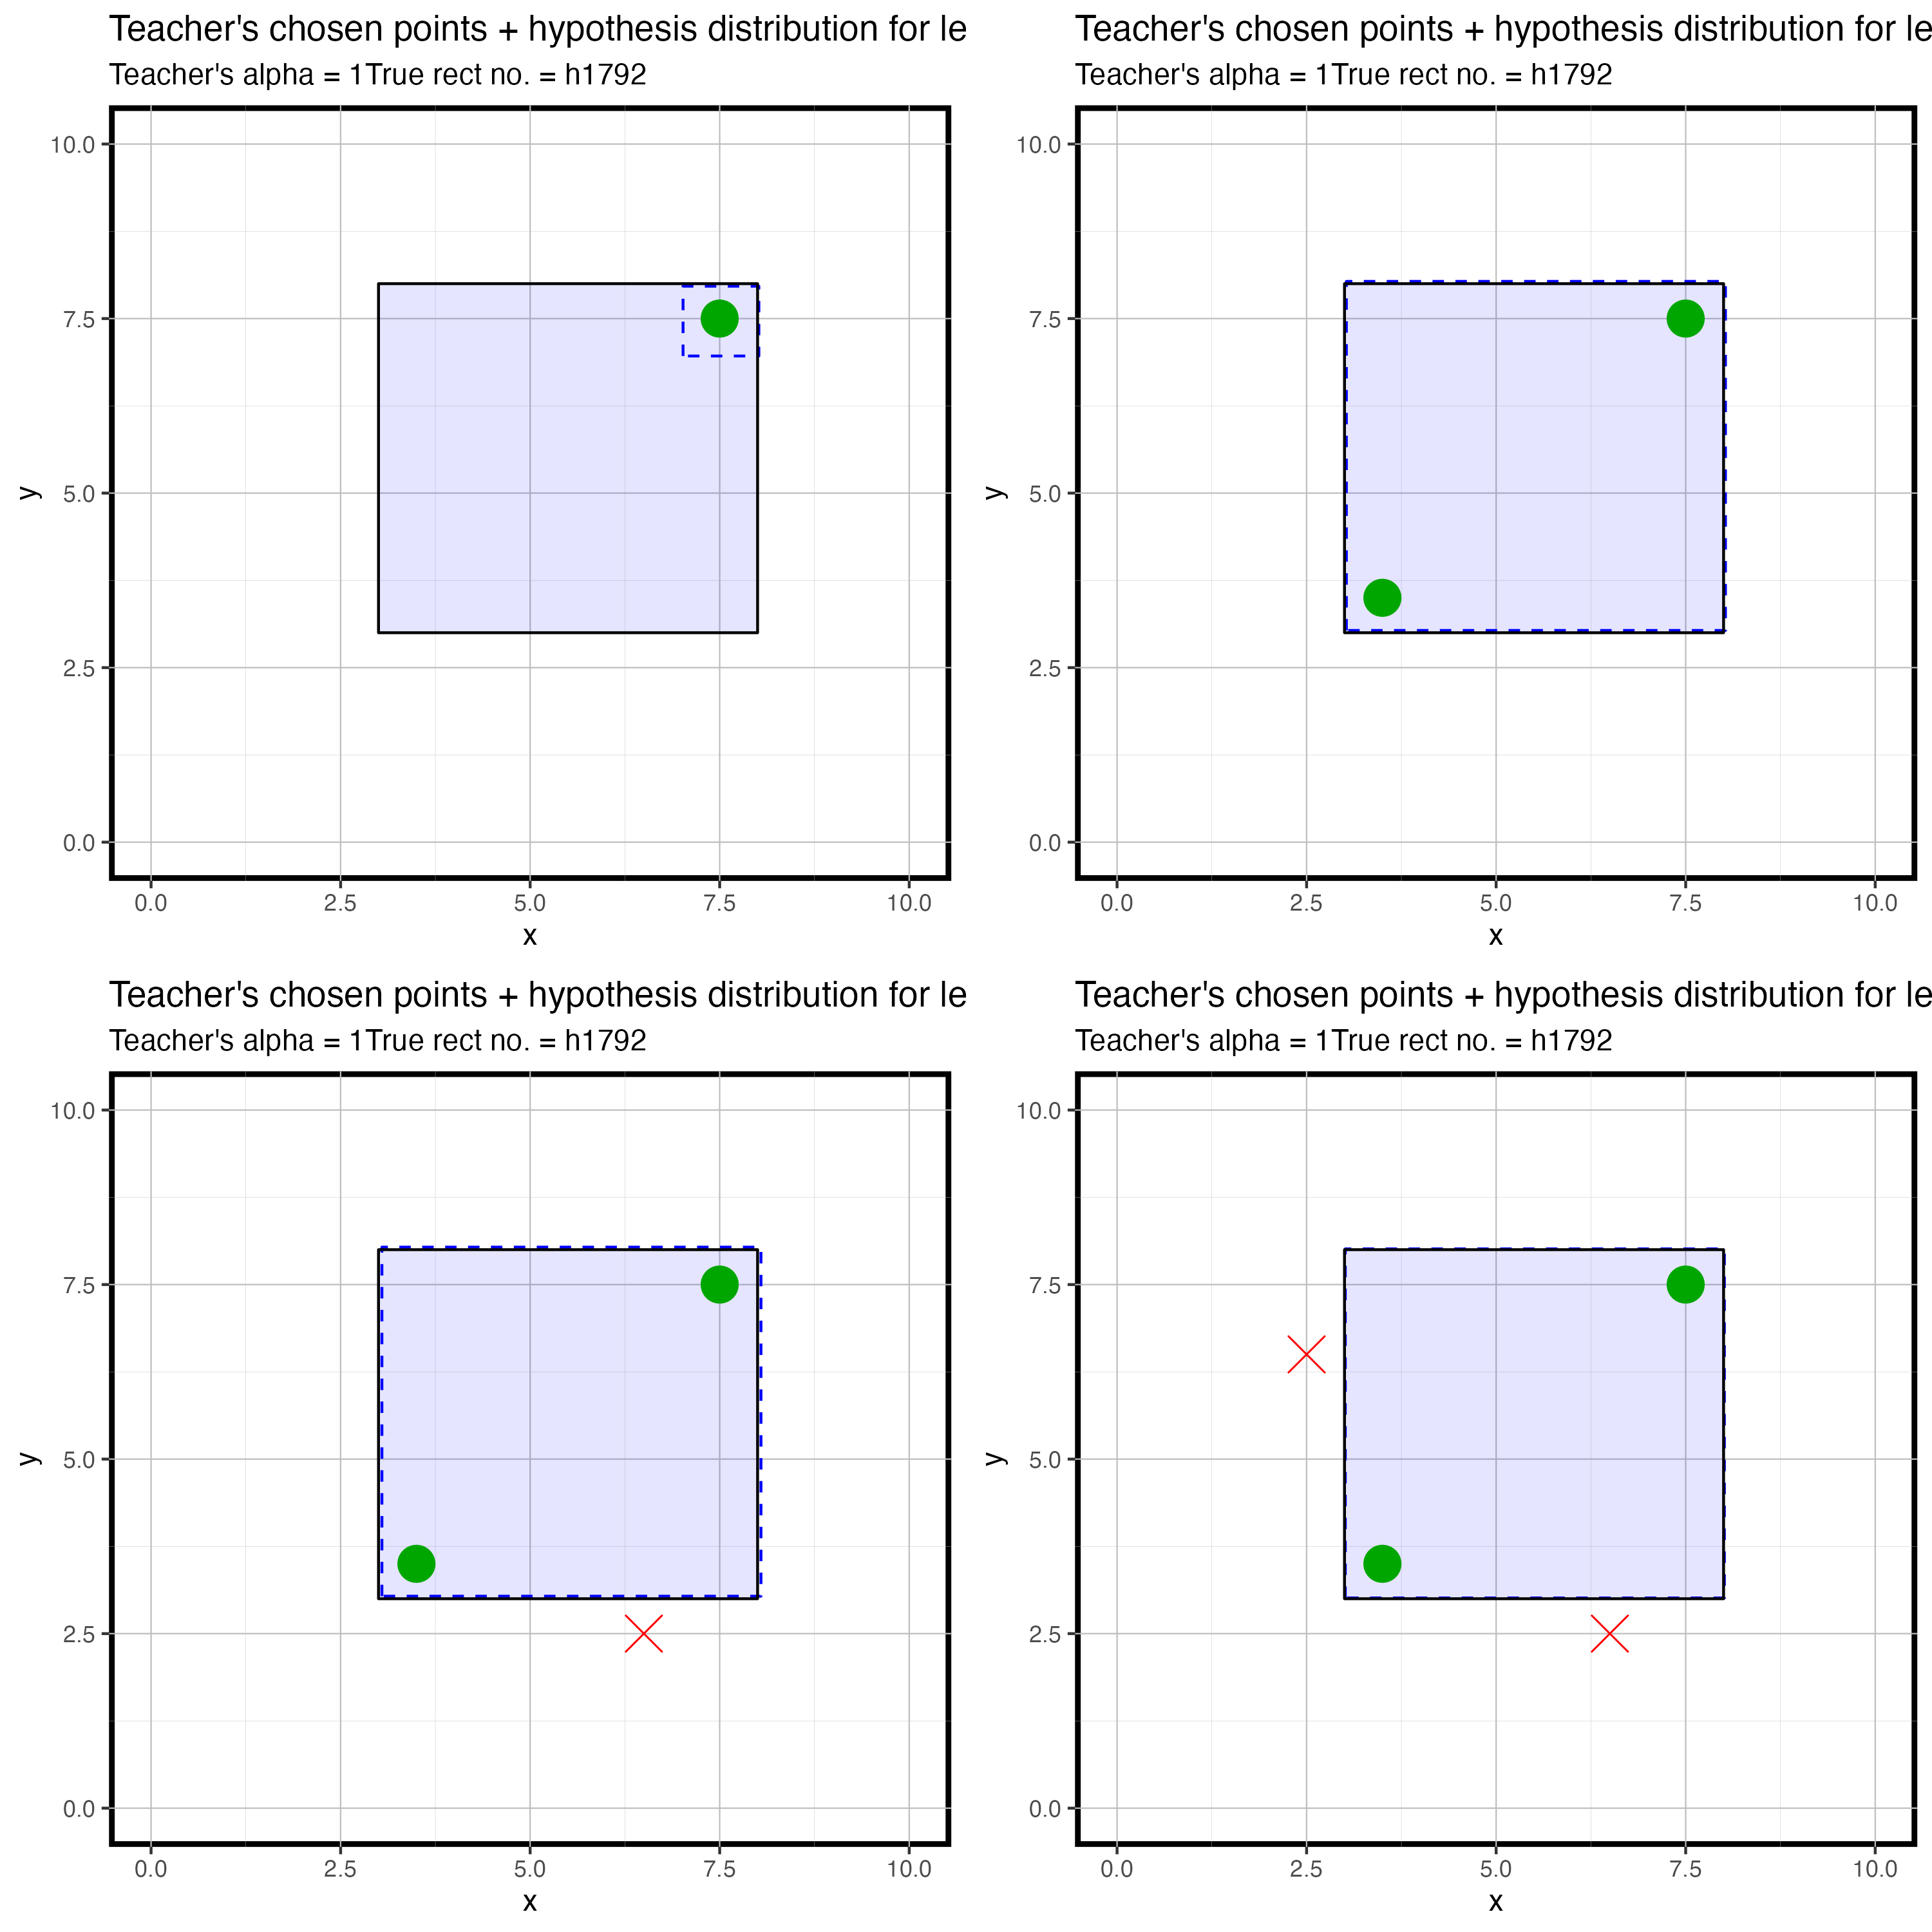 Teacher's chosen points + hypothesis distribution for le
Teacher's alpha = 1True rect no. = h1792
10.0
7.5
y
5.0
2.5
0.0
0.0 2.5 5.0 7.5 10.0
x
Teacher's chosen points + hypothesis distribution for le
Teacher's alpha = 1True rect no. = h1792
10.0
7.5
y
5.0
2.5
0.0
0.0 2.5 5.0 7.5 10.0
x
Teacher's chosen points + hypothesis distribution for le
Teacher's alpha = 1True rect no. = h1792
10.0
7.5
y
5.0
2.5
0.0
0.0 2.5 5.0 7.5 10.0
x
Teacher's chosen points + hypothesis distribution for le
Teacher's alpha = 1True rect no. = h1792
10.0
7.5
y
5.0
2.5
0.0
0.0 2.5 5.0 7.5 10.0
x